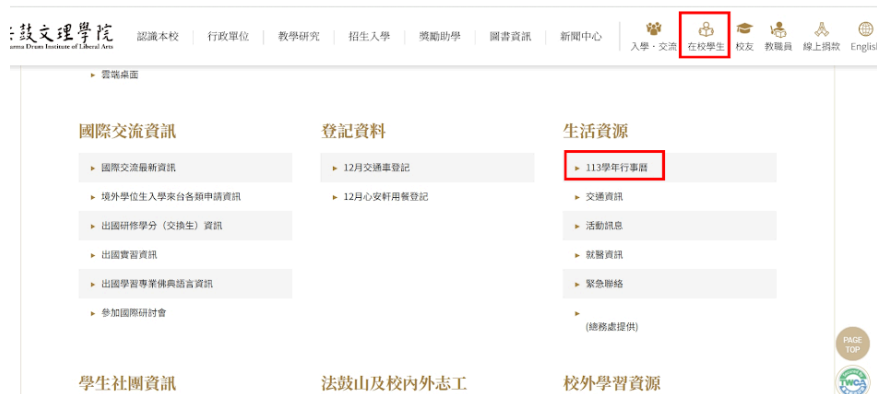 鼓文理學院
Drum Institute of Liberal Arts
認識本校
行政單位
教學研究
招生入學
獎勵助學
圖書資訊
新聞中心
入學・交流
在校學生
校友
教職員
線上捐款
English
雲端桌面
國際交流資訊
國際交流最新資訊
境外學位生入學來台各類申請資訊
出國研修學分（交換生）資訊
出國實習資訊
出國學習專業佛典語言資訊
參加國際研討會
登記資料
12月交通車登記
12月心安軒用餐登記
生活資源
113學年行事曆
交通資訊
活動訊息
就醫資訊
緊急聯絡
(總務處提供)
學生社團資訊
法鼓山及校內外志工
校外學習資源
PAGE
TOP
TWCA